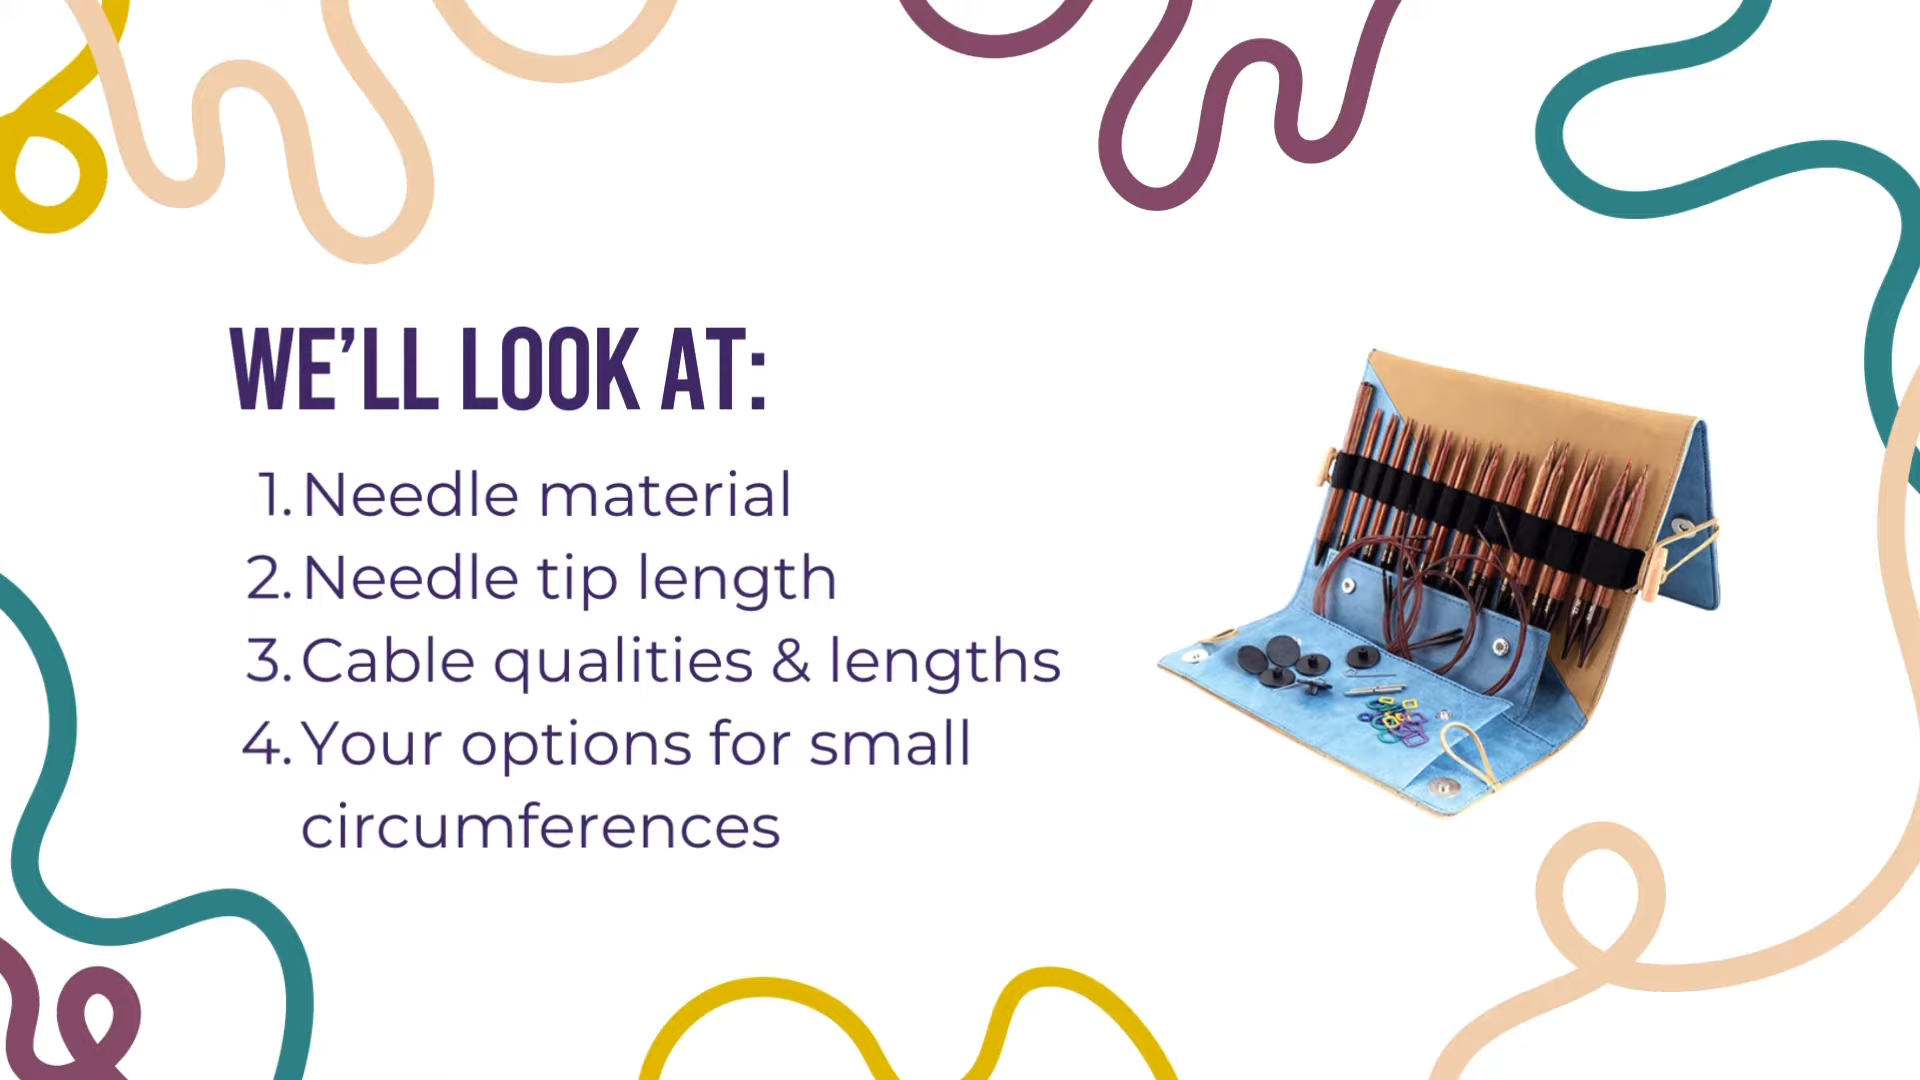 WE’LL LOOK AT:
1. Needle material
2. Needle tip length
3. Cable qualities & lengths
4. Your options for small
circumferences